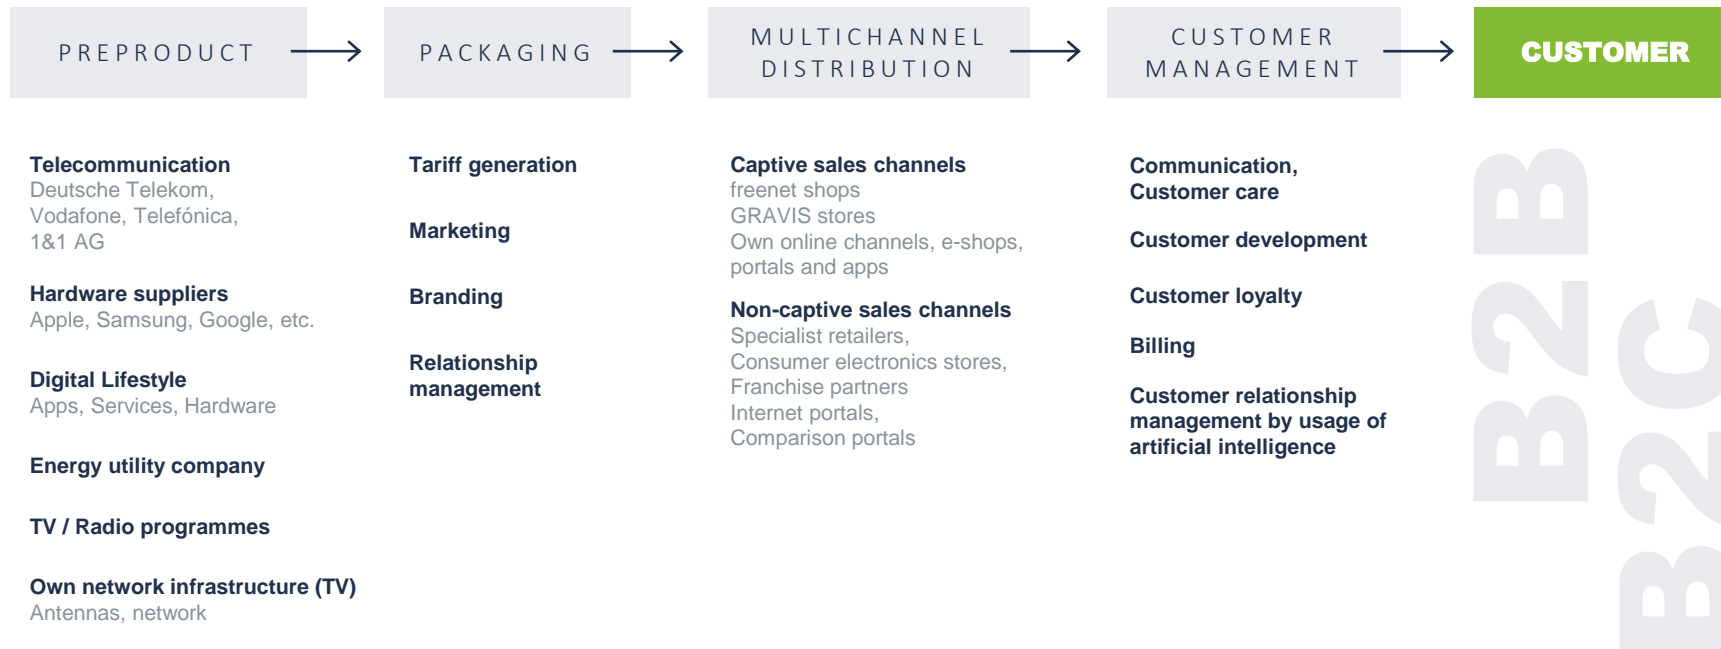 PREPRODUCT
PACKAGING
MULTICHANNEL
DISTRIBUTION
CUSTOMER
MANAGEMENT
CUSTOMER
Telecommunication
Deutsche Telekom,
Vodafone, Telefónica,
1&1 AG
Hardware suppliers
Apple, Samsung, Google, etc.
Digital Lifestyle
Apps, Services, Hardware
Energy utility company
TV / Radio programmes
Own network infrastructure (TV)
Antennas, network
Tariff generation
Marketing
Branding
Relationship
management
Captive sales channels
freenet shops
GRAVIS stores
Own online channels, e-shops,
portals and apps
Non-captive sales channels
Specialist retailers,
Consumer electronics stores,
Franchise partners
Internet portals,
Comparison portals
Communication,
Customer care
Customer development
Customer loyalty
Billing
Customer relationship
management by usage of
artificial intelligence
B2B
B2C